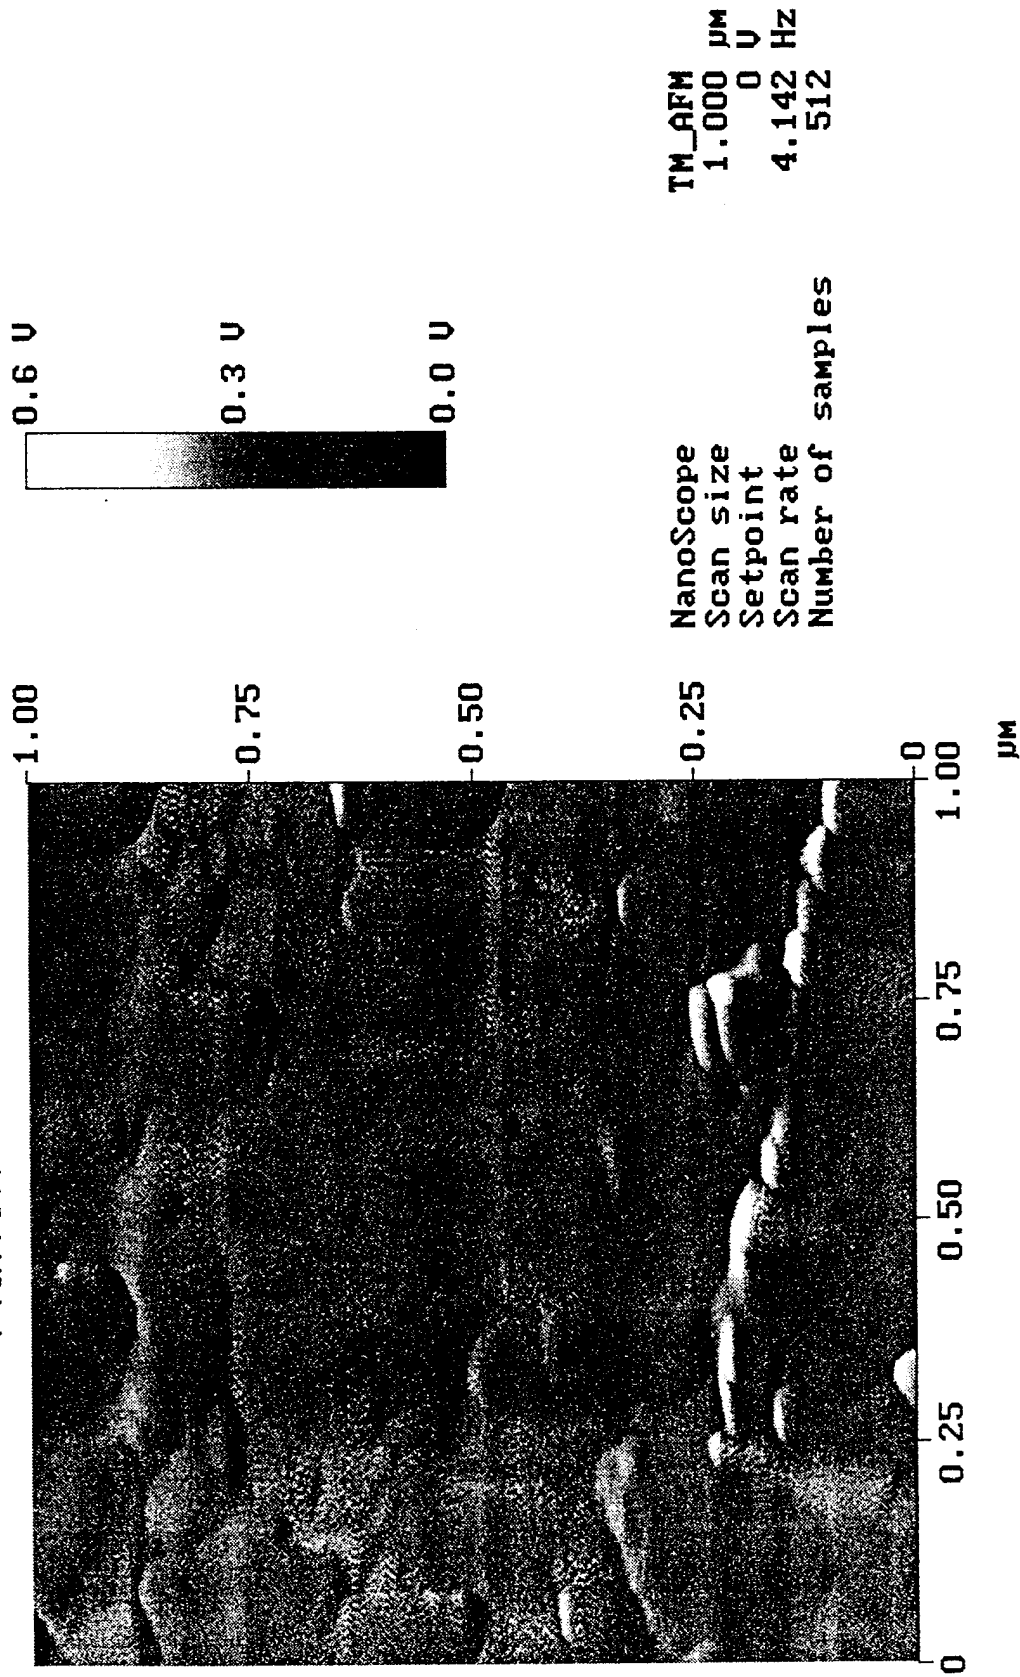 1.00
0.75
0.50
0.25
0
0
0.25
0.50
0.75
1.00
µM
0.6 V
0.3 V
0.0 V
NanoScope TM_AFM
Scan size 1.000 µM
Setpoint 0 V
Scan rate 4.142 Hz
Number of samples 512